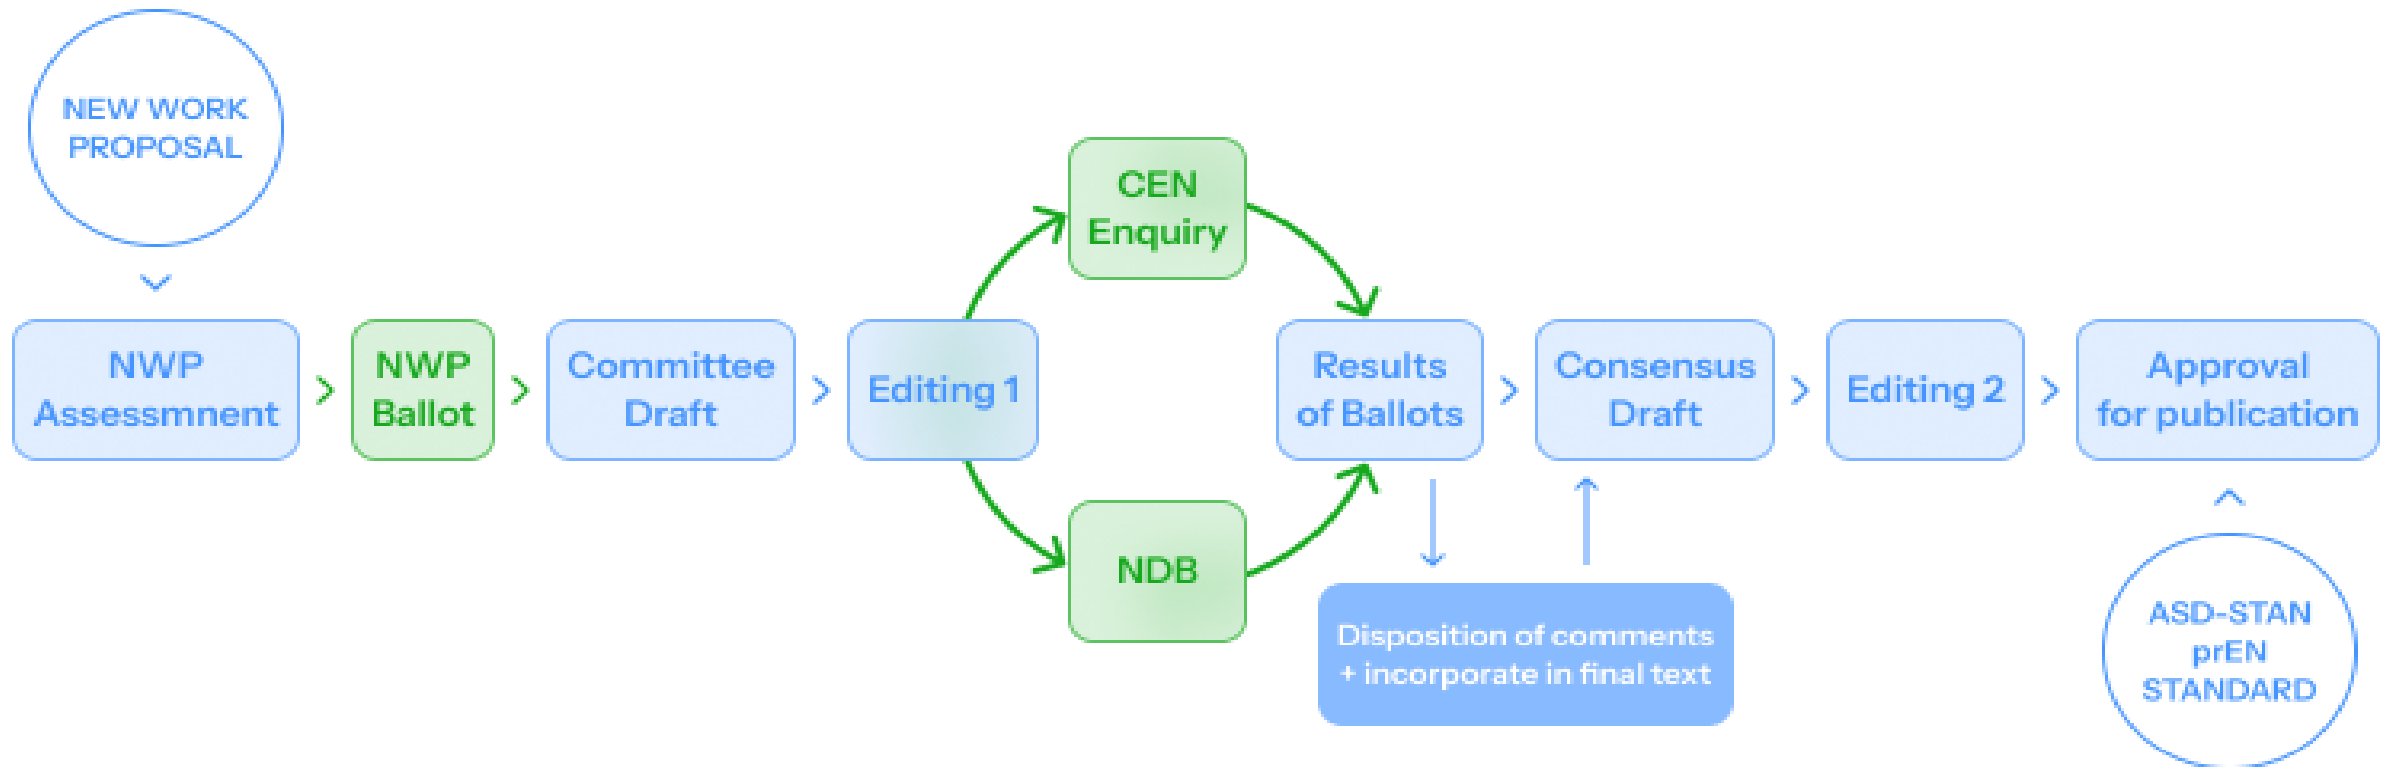 NEW WORK
PROPOSAL
NWP
Assessmnent
NWP
Ballot
Committee
Draft
Editing 1
CEN
Enquiry
NDB
Results
of Ballots
Disposition of comments
+ incorporate in final text
Consensus
Draft
Editing 2
Approval
for publication
ASD-STAN
prEN
STANDARD